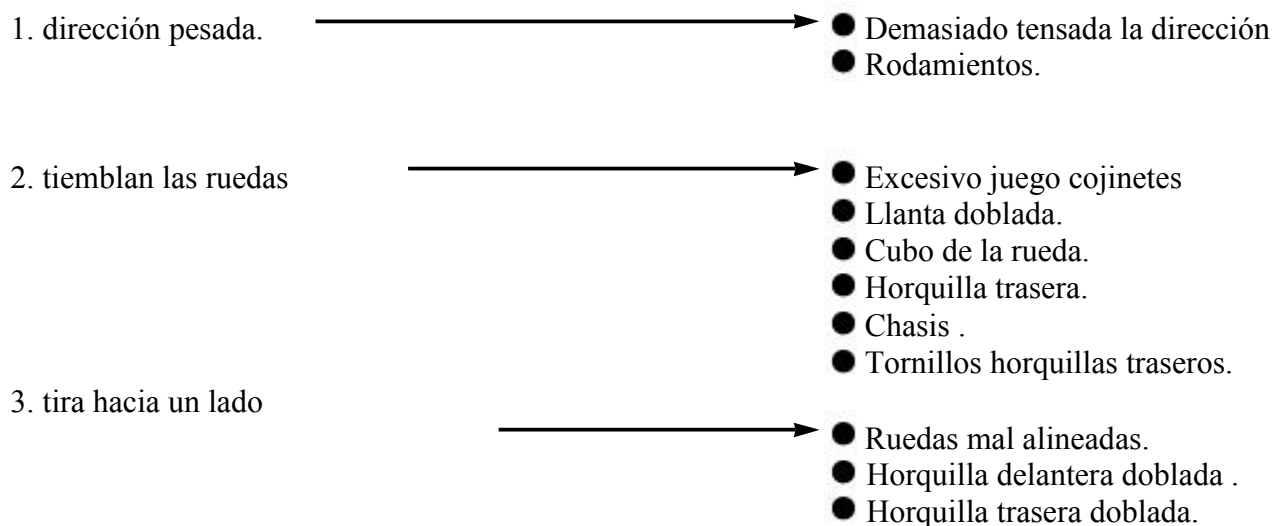 1. dirección pesada.
● Demasiado tensada la dirección
● Rodamientos.
2. tiemblan las ruedas
● Excesivo juego cojinetes
● Llanta doblada.
● Cubo de la rueda.
● Horquilla trasera.
● Chasis .
● Tornillos horquillas traseros.
3. tira hacia un lado
● Ruedas mal alineadas.
● Horquilla delantera doblada .
● Horquilla trasera doblada.